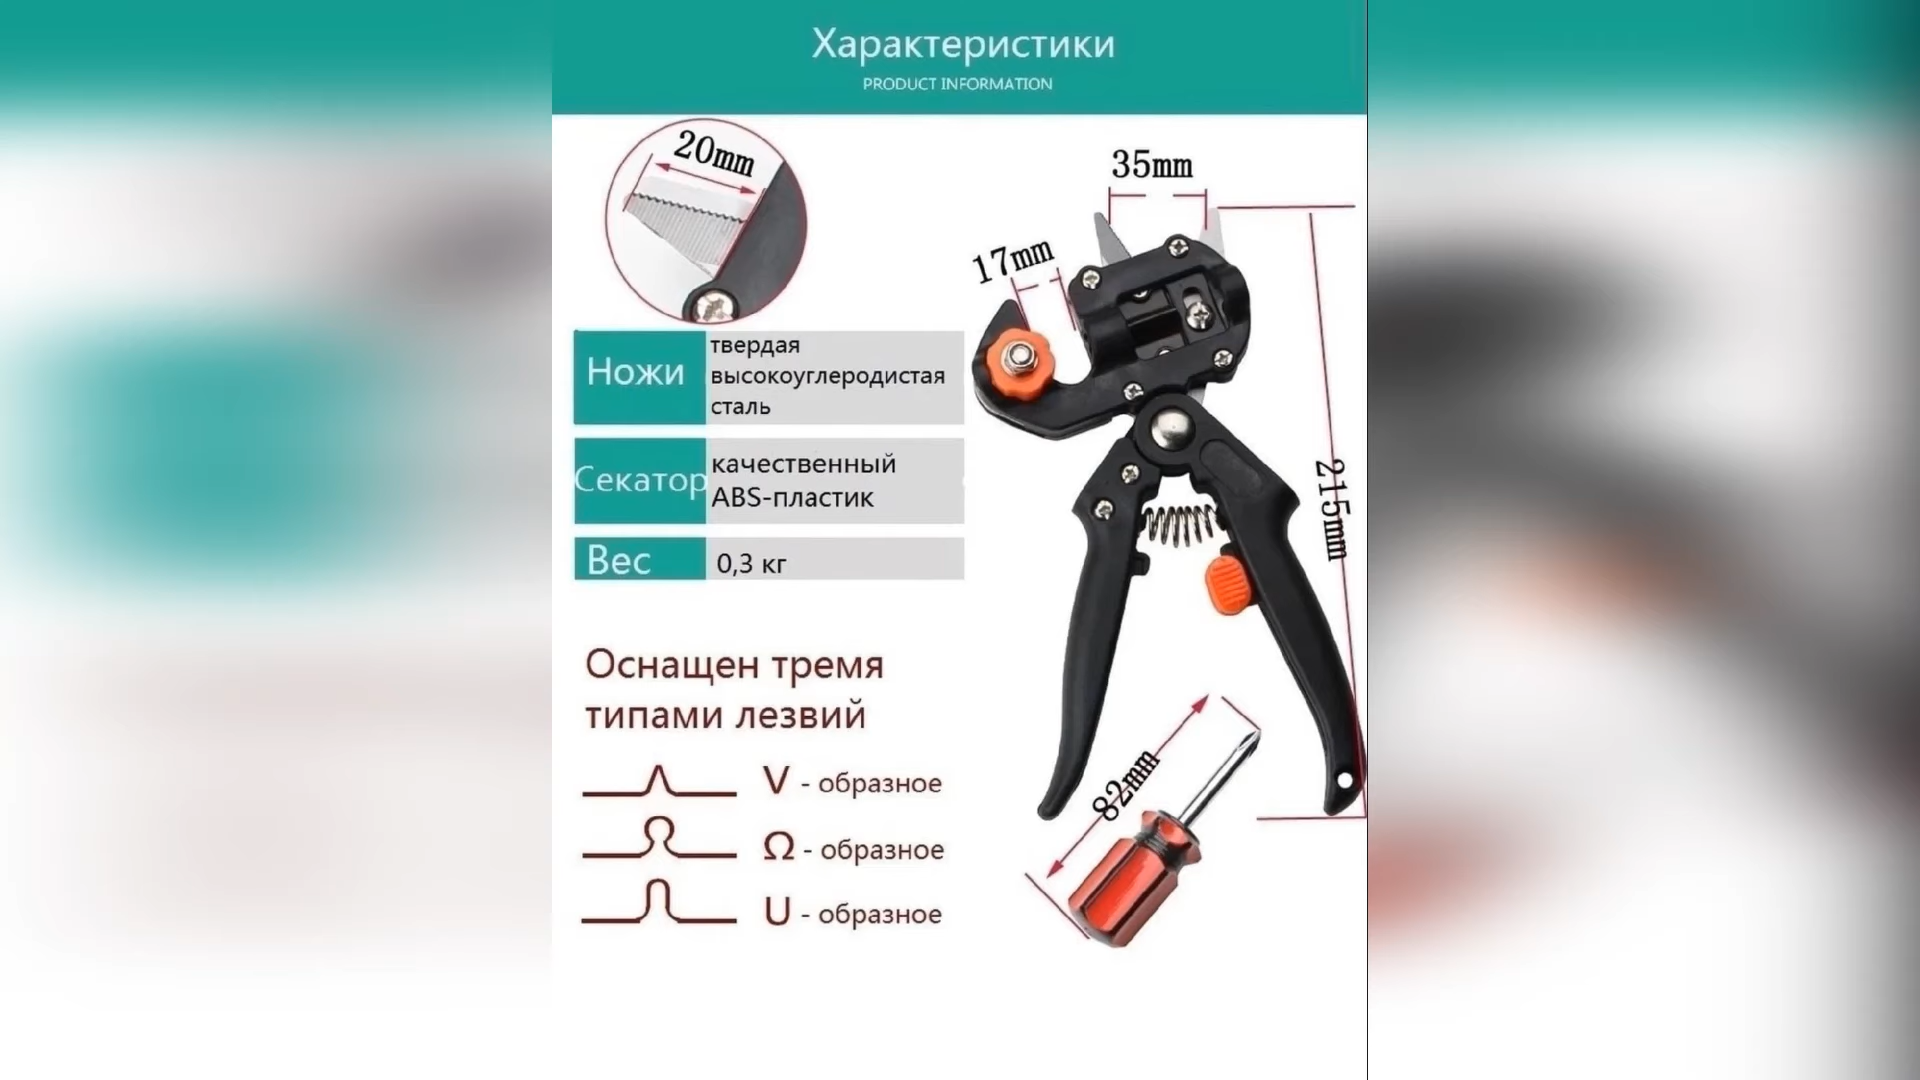 Характеристики
PRODUCT INFORMATION
20mm
35mm
17mm
Ножи
твердая
высокоуглеродистая
сталь
Секатор
качественный
ABS-пластик
Вес
0,3 кг
215mm
Оснащен тремя
типами лезвий
V - образное
Ω - образное
U - образное
82mm